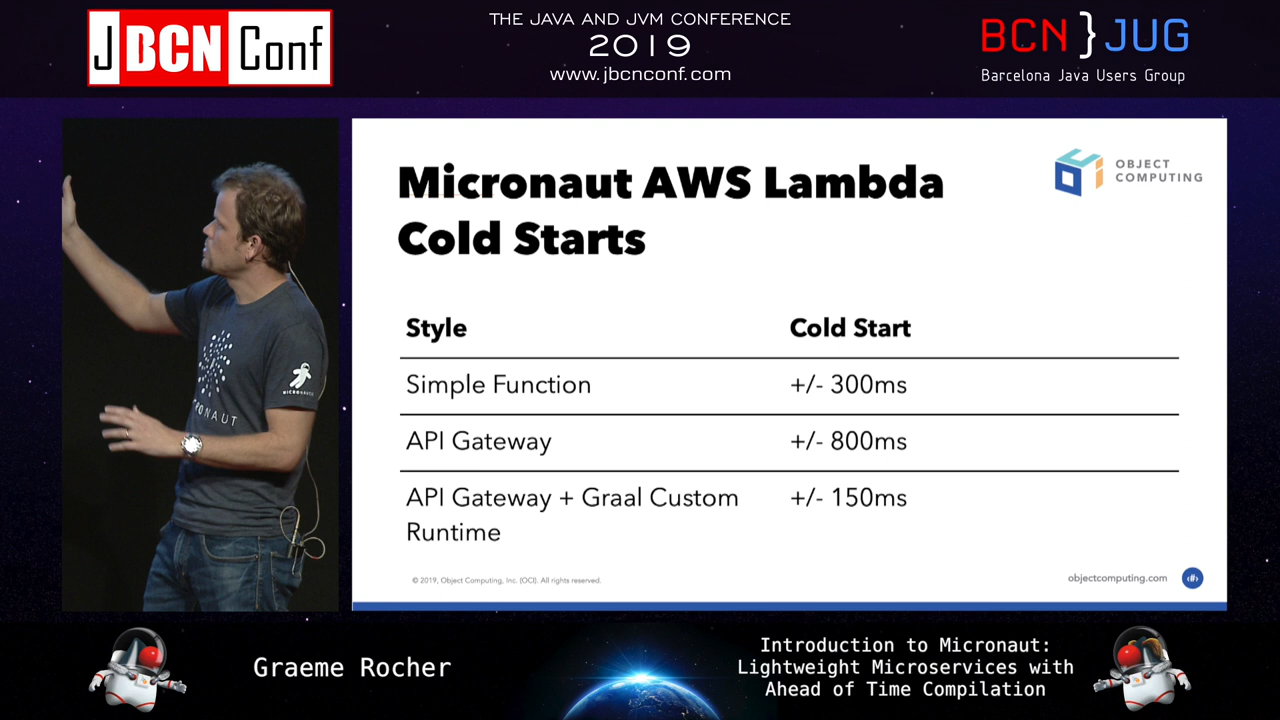 J BCN Conf
THE JAVA AND JVM CONFERENCE
2019
www.jbcnconf.com
BCN }JUG
Barcelona Java Users Group
Micronaut AWS Lambda
Cold Starts
OBJECT
COMPUTING
Style Cold Start
Simple Function +/- 300ms
API Gateway +/- 800ms
API Gateway + Graal Custom +/- 150ms
Runtime
© 2019, Object Computing, Inc. (OCI). All rights reserved.
objectcomputing.com ‹#›
Graeme Rocher
Introduction to Micronaut:
Lightweight Microservices with
Ahead of Time Compilation